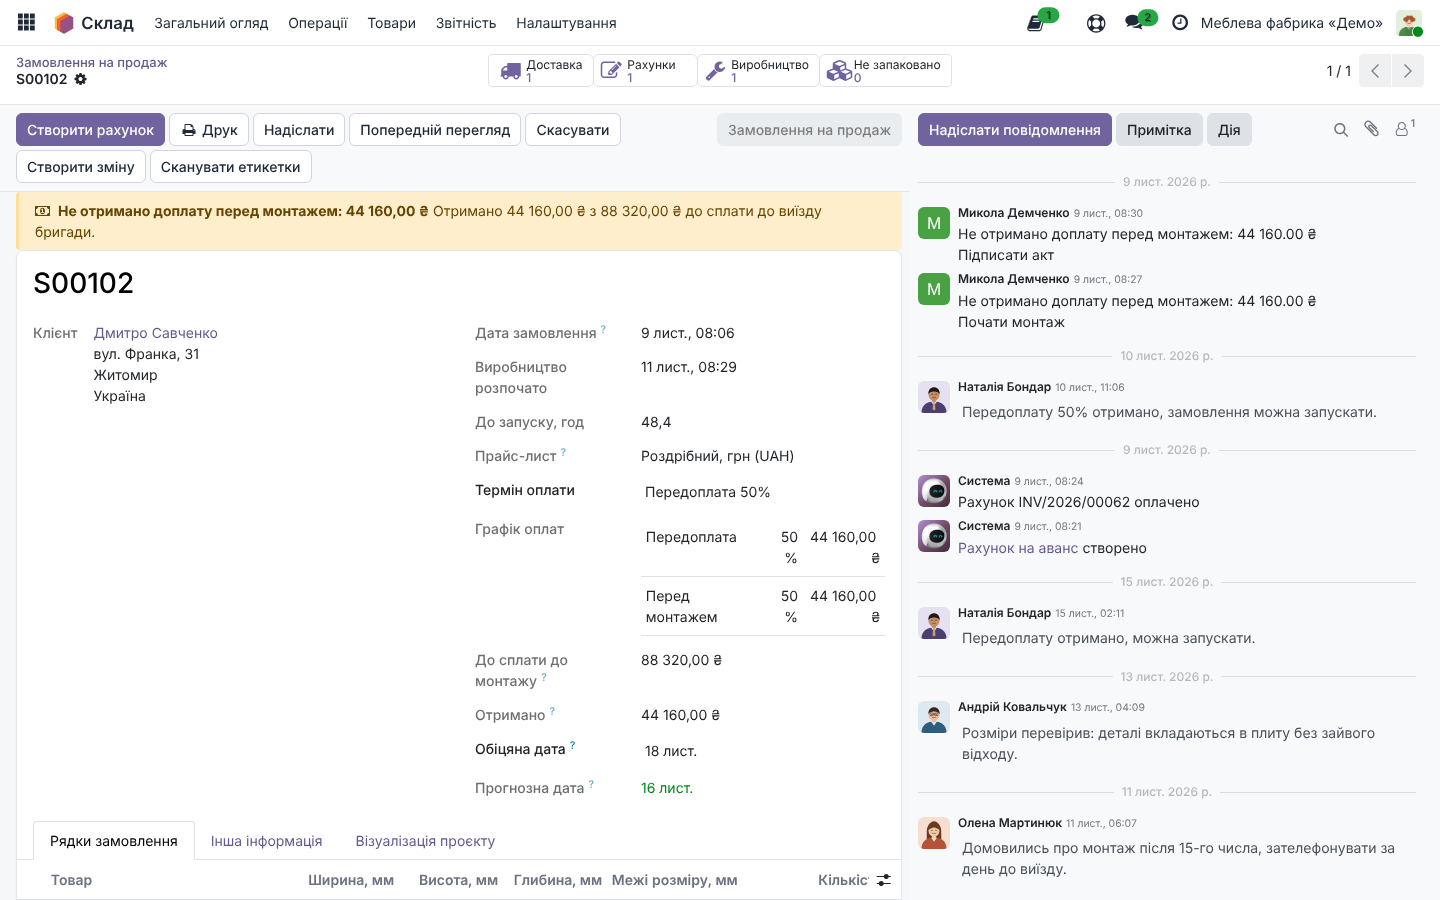 Склад Загальний огляд Операції Товари Звітність Налаштування 1 2 Меблева фабрика «Демо»
Замовлення на продаж
S00102
Доставка 1 Рахунки 1 Виробництво 1 Не запаковано 0
1 / 1
Створити рахунок Друк Надіслати Попередній перегляд Скасувати Замовлення на продаж
Створити зміну Сканувати етикетки
Надіслати повідомлення Примітка Дія 1
Не отримано доплату перед монтажем: 44 160,00 ₴ Отримано 44 160,00 ₴ з 88 320,00 ₴ до сплати до виїзду
бригади.
S00102
Клієнт Дмитро Савченко
вул. Франка, 31
Житомир
Україна
Дата замовлення ? 9 лист., 08:06
Виробництво
розпочато 11 лист., 08:29
До запуску, год 48,4
Прайс-лист ? Роздрібний, грн (UAH)
Термін оплати Передоплата 50%
Графік оплат
Передоплата 50 % 44 160,00 ₴
Перед монтажем 50 % 44 160,00 ₴
До сплати до
монтажу ? 88 320,00 ₴
Отримано ? 44 160,00 ₴
Обіцяна дата ? 18 лист.
Прогнозна дата ? 16 лист.
Рядки замовлення Інша інформація Візуалізація проєкту
Товар Ширина, мм Висота, мм Глибина, мм Межі розміру, мм
9 лист. 2026 р.
М
Микола Демченко 9 лист., 08:30
Не отримано доплату перед монтажем: 44 160.00 ₴
Підписати акт
М
Микола Демченко 9 лист., 08:27
Не отримано доплату перед монтажем: 44 160.00 ₴
Почати монтаж
10 лист. 2026 р.
Наталія Бондар 10 лист., 11:06
Передоплату 50% отримано, замовлення можна запускати.
9 лист. 2026 р.
Система 9 лист., 08:24
Рахунок INV/2026/00062 оплачено
Система 9 лист., 08:21
Рахунок на аванс створено
15 лист. 2026 р.
Наталія Бондар 15 лист., 02:11
Передоплату отримано, можна запускати.
13 лист. 2026 р.
Андрій Ковальчук 13 лист., 04:09
Розміри перевірив: деталі вкладаються в плиту без зайвого
відходу.
11 лист. 2026 р.
Олена Мартинюк 11 лист., 06:07
Домовились про монтаж після 15-го числа, зателефонувати за
день до виїзду.